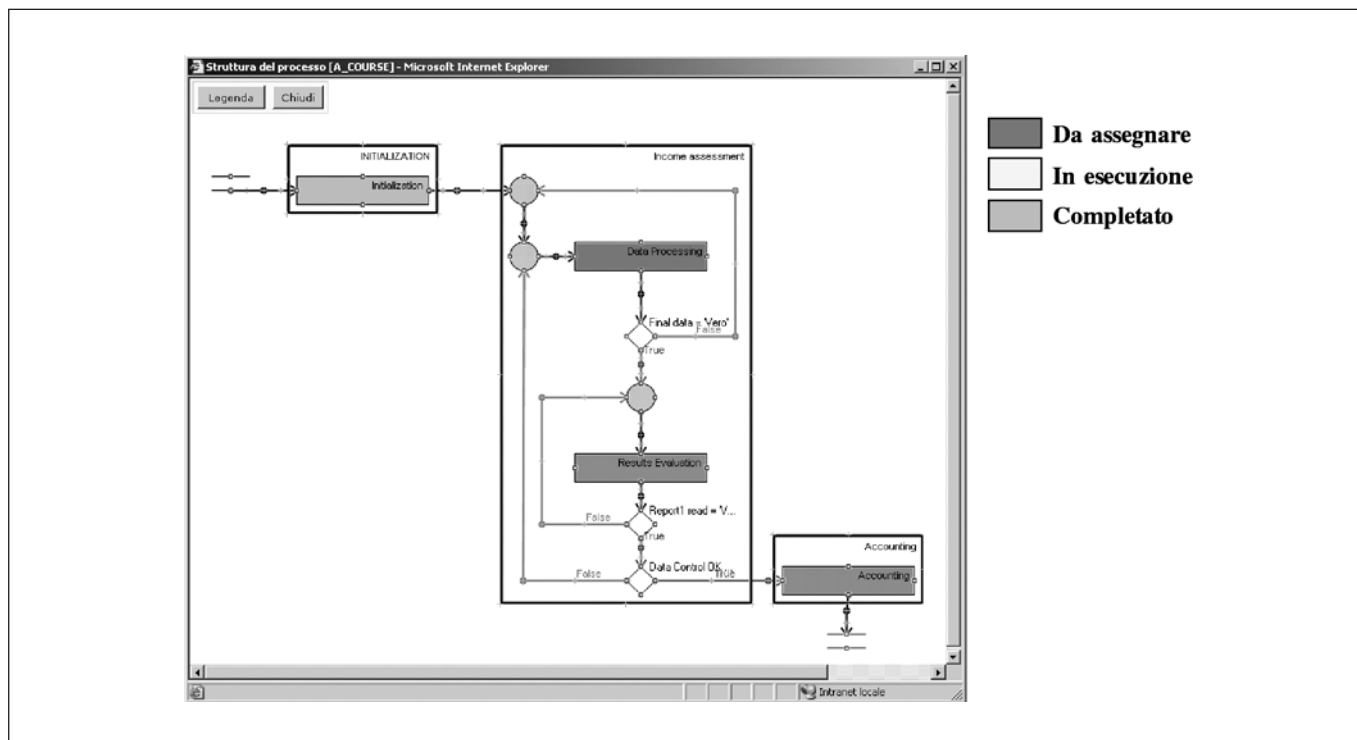 Struttura del processo [A_COURSE] - Microsoft Internet Explorer
Legenda
Chiudi
INITIALIZATION
Initialization
Income assessment
Data Processing
Final data = 'Vero'
False
True
Results Evaluation
Report1 read = 'V...
False
True
Data Control OK
False
True
Accounting
Accounting
Intranet locale
Da assegnare
In esecuzione
Completato